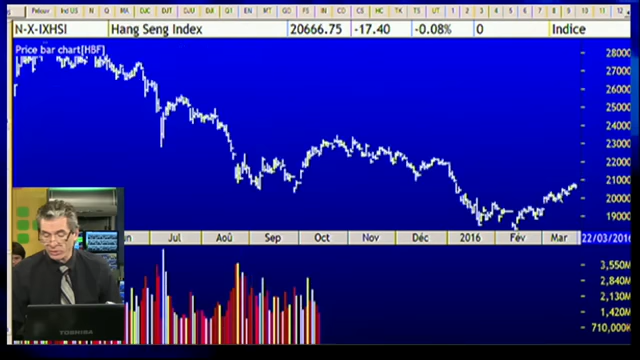 N-X-IXHSI Hang Seng Index 20666.75 -17.40 -0.08% 0 Indice
Price bar chart[HBF]
28000
27000
26000
25000
24000
23000
22000
21000
20000
19000
Jul Aoû Sep Oct Nov Déc 2016 Fév Mar 22/03/2016
3,550M
2,840M
2,130M
1,420M
710,000K
TOSHIBA